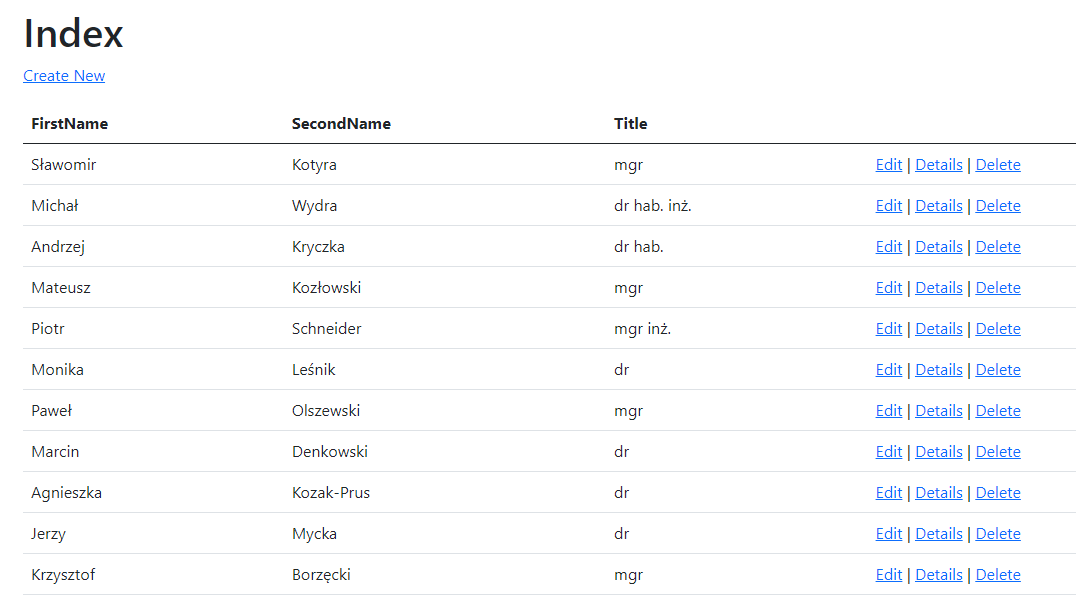 Index
Create New
FirstName SecondName Title
Sławomir Kotyra mgr Edit | Details | Delete
Michał Wydra dr hab. inż. Edit | Details | Delete
Andrzej Kryczka dr hab. Edit | Details | Delete
Mateusz Kozłowski mgr Edit | Details | Delete
Piotr Schneider mgr inż. Edit | Details | Delete
Monika Leśnik dr Edit | Details | Delete
Paweł Olszewski mgr Edit | Details | Delete
Marcin Denkowski dr Edit | Details | Delete
Agnieszka Kozak-Prus dr Edit | Details | Delete
Jerzy Mycka dr Edit | Details | Delete
Krzysztof Borzęcki mgr Edit | Details | Delete